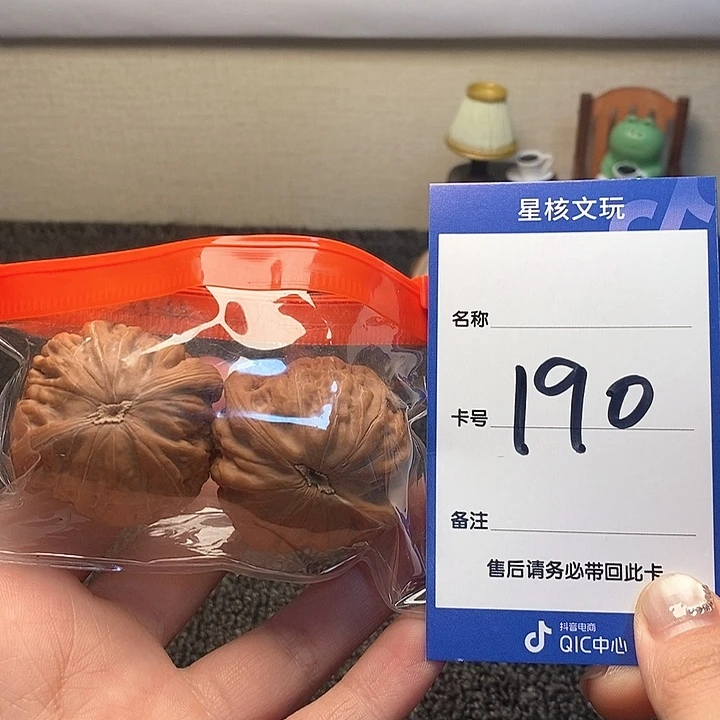 星核文玩
名称
卡号 190
备注
售后请务必带回此卡
抖音电商
QIC中心